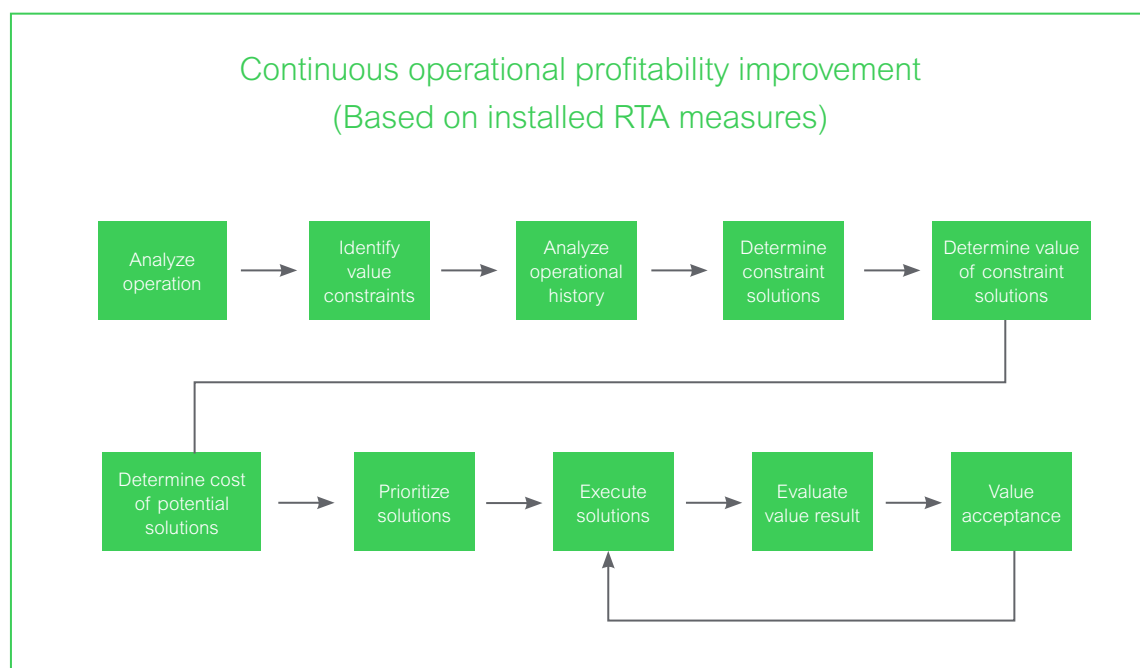 Continuous operational profitability improvement
(Based on installed RTA measures)
Analyze
operation
Identify
value
constraints
Analyze
operational
history
Determine
constraint
solutions
Determine value
of constraint
solutions
Determine cost
of potential
solutions
Prioritize
solutions
Execute
solutions
Evaluate
value result
Value
acceptance